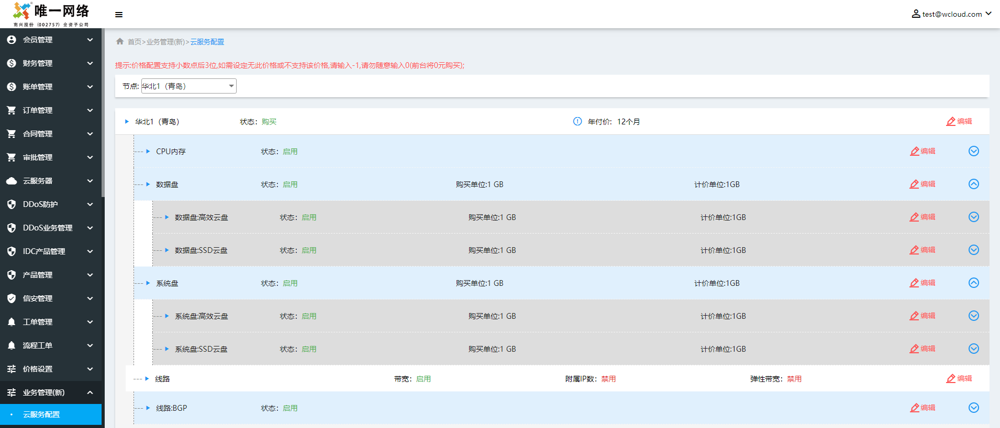 唯一网络
南兴股份（002757）全资子公司
test@wcloud.com
会员管理
财务管理
账单管理
订单管理
合同管理
审批管理
云服务器
DDoS防护
DDoS业务管理
IDC产品管理
产品管理
信安管理
工单管理
流程工单
价格设置
业务管理(新)
云服务配置
首页>业务管理(新)>云服务配置
提示:价格配置支持小数点后3位,如需设定无此价格或不支持该价格,请输入-1,请勿随意输入0(前台将0元购买);
节点: 华北1（青岛）
华北1（青岛） 状态：购买 年付价: 12个月 编辑
CPU内存 状态：启用 编辑
数据盘 状态：启用 购买单位:1 GB 计价单位:1GB 编辑
数据盘:高效云盘 状态：启用 购买单位:1 GB 计价单位:1GB 编辑
数据盘:SSD云盘 状态：启用 购买单位:1 GB 计价单位:1GB 编辑
系统盘 状态：启用 购买单位:1 GB 计价单位:1GB 编辑
系统盘:高效云盘 状态：启用 购买单位:1 GB 计价单位:1GB 编辑
系统盘:SSD云盘 状态：启用 购买单位:1 GB 计价单位:1GB 编辑
线路 带宽：启用 附属IP数：禁用 弹性带宽：禁用 编辑
线路:BGP 状态：启用 编辑